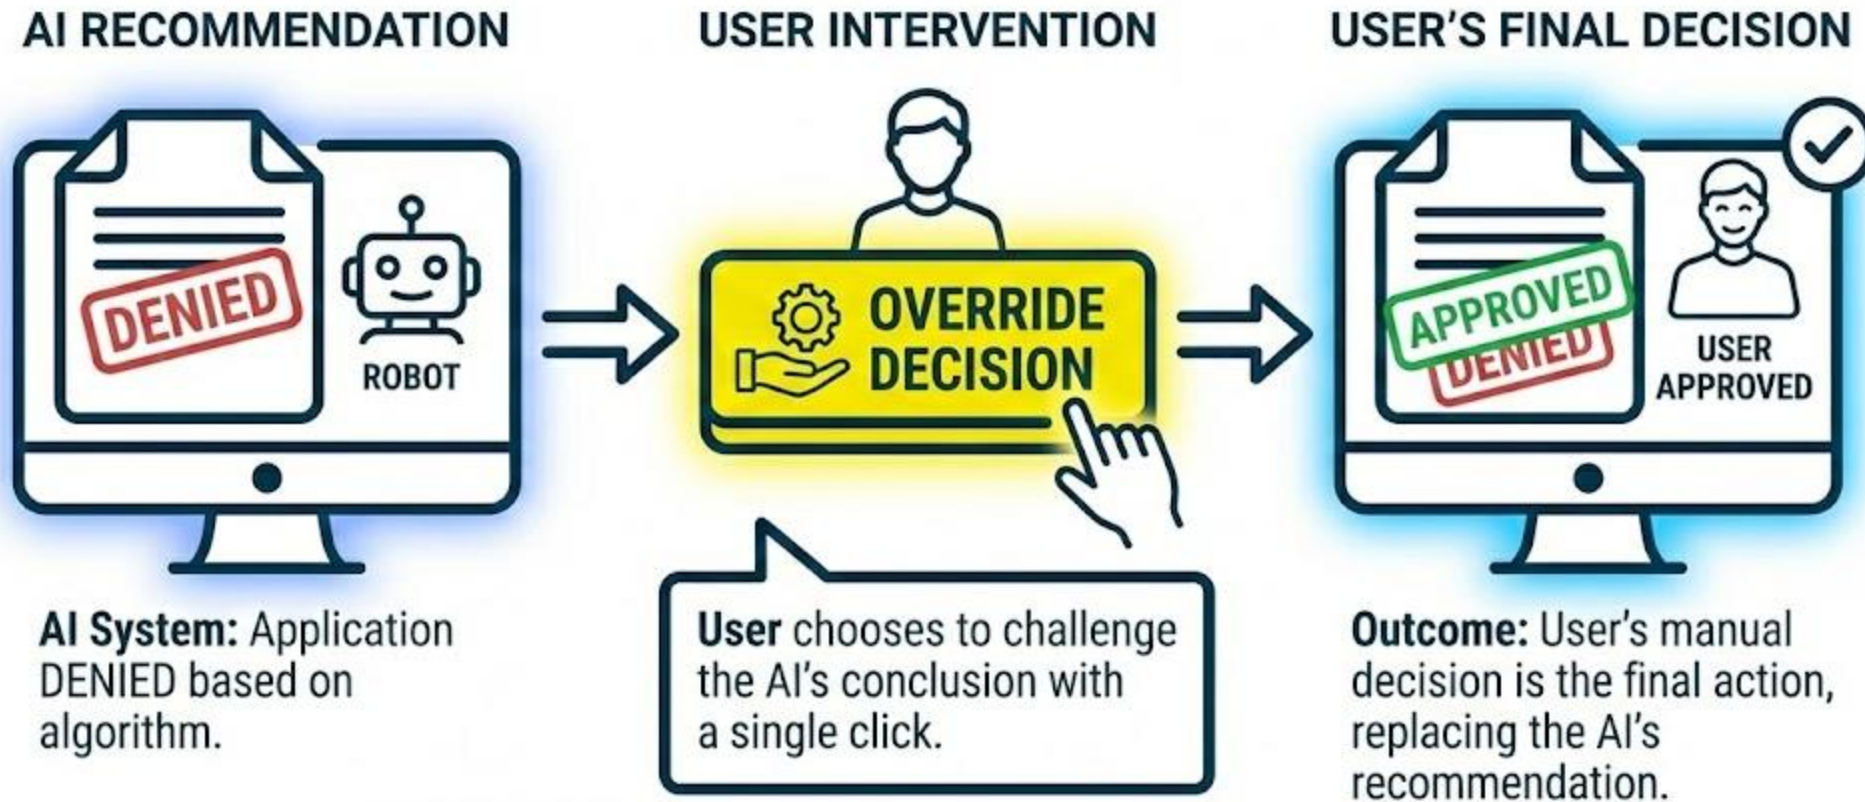 AI RECOMMENDATION
DENIED
ROBOT
AI System: Application
DENIED based on
algorithm.
USER INTERVENTION
OVERRIDE
DECISION
User chooses to challenge
the AI's conclusion with
a single click.
USER'S FINAL DECISION
APPROVED
DENIED
USER
APPROVED
Outcome: User's manual
decision is the final action,
replacing the AI's
recommendation.